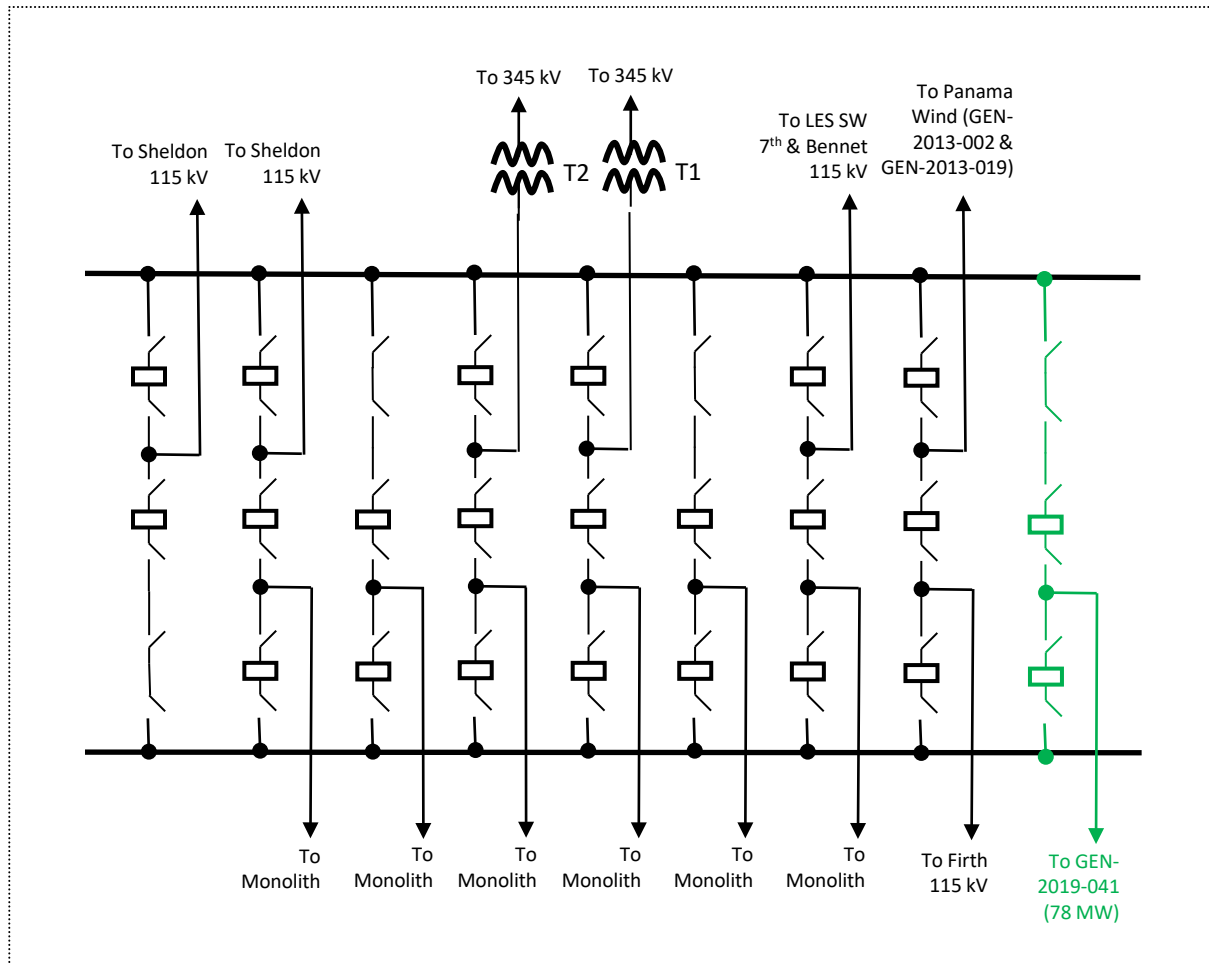 To Sheldon
115 kV
To Sheldon
115 kV
To 345 kV
To 345 kV
T2
T1
To LES SW
7th & Bennet
115 kV
To Panama
Wind (GEN-
2013-002 &
GEN-2013-019)
To
Monolith
To
Monolith
To
Monolith
To
Monolith
To
Monolith
To
Monolith
To Firth
115 kV
To GEN-
2019-041
(78 MW)